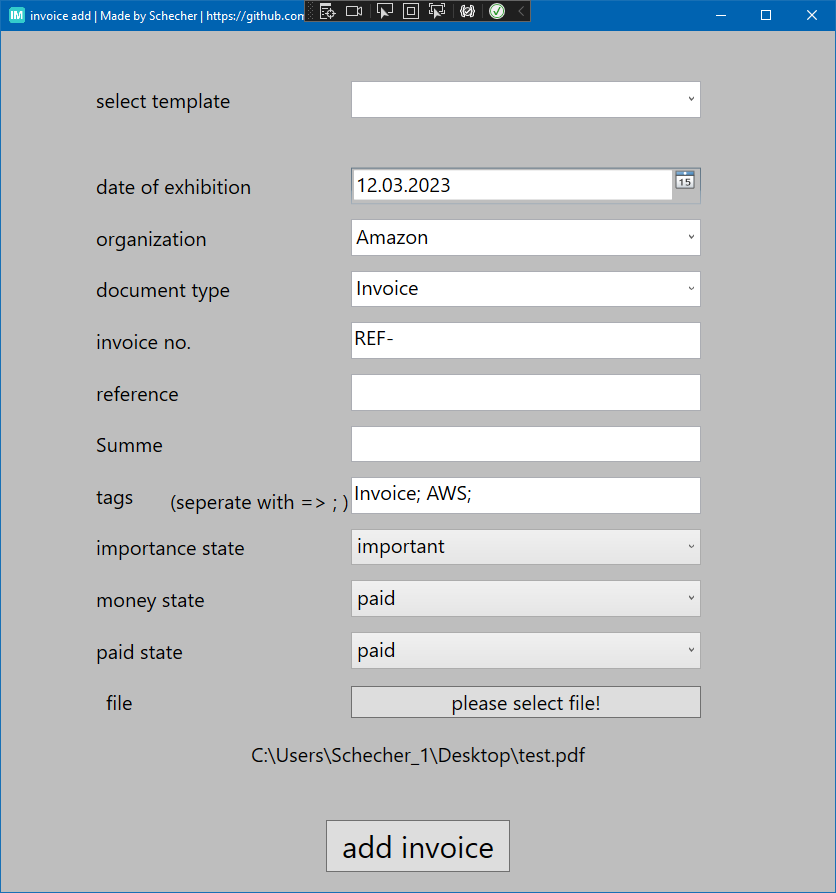 IM invoice add | Made by Schecher | https://github.com
select template
date of exhibition 12.03.2023 15
organization Amazon
document type Invoice
invoice no. REF-
reference
Summe
tags (seperate with => ; ) Invoice; AWS;
importance state important
money state paid
paid state paid
file please select file!
C:\Users\Schecher_1\Desktop\test.pdf
add invoice